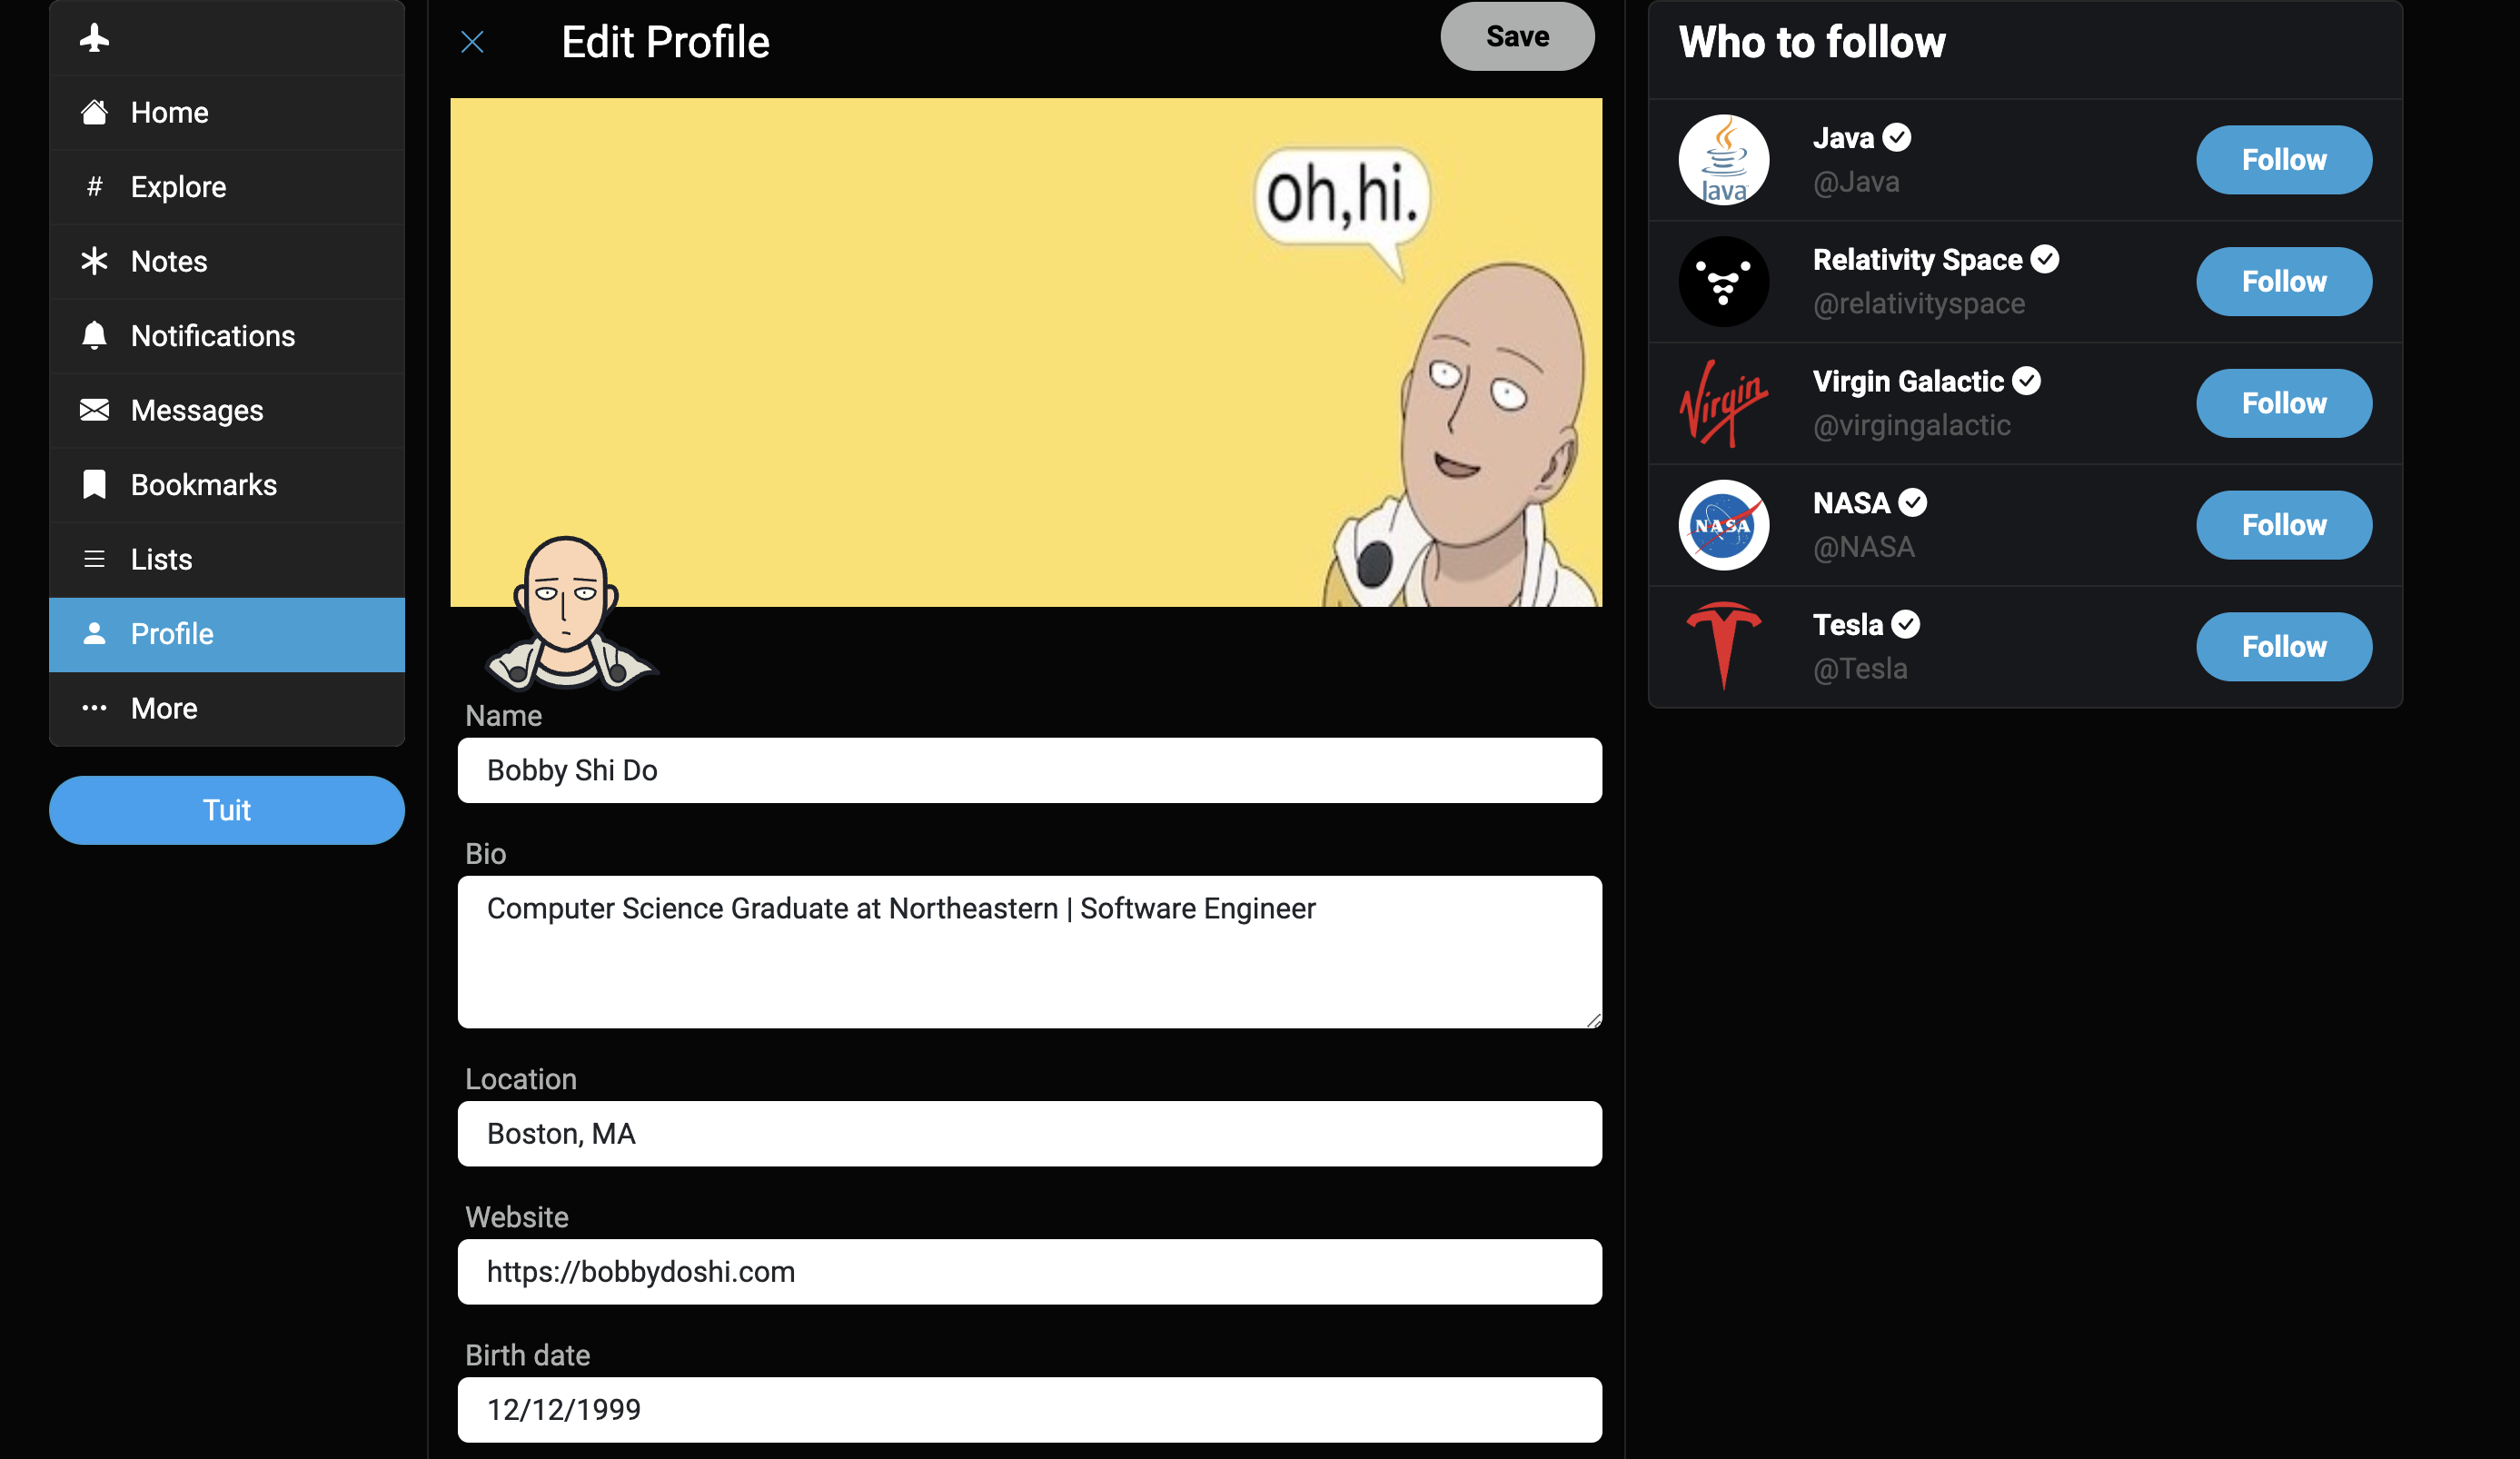 Home
# Explore
Notes
Notifications
Messages
Bookmarks
Lists
Profile
More
Tuit
Edit Profile
Save
oh,hi.
Name
Bobby Shi Do
Bio
Computer Science Graduate at Northeastern | Software Engineer
Location
Boston, MA
Website
https://bobbydoshi.com
Birth date
12/12/1999
Who to follow
Java
Java
@Java
Follow
Relativity Space
@relativityspace
Follow
Virgin
Virgin Galactic
@virgingalactic
Follow
NASA
NASA
@NASA
Follow
Tesla
@Tesla
Follow